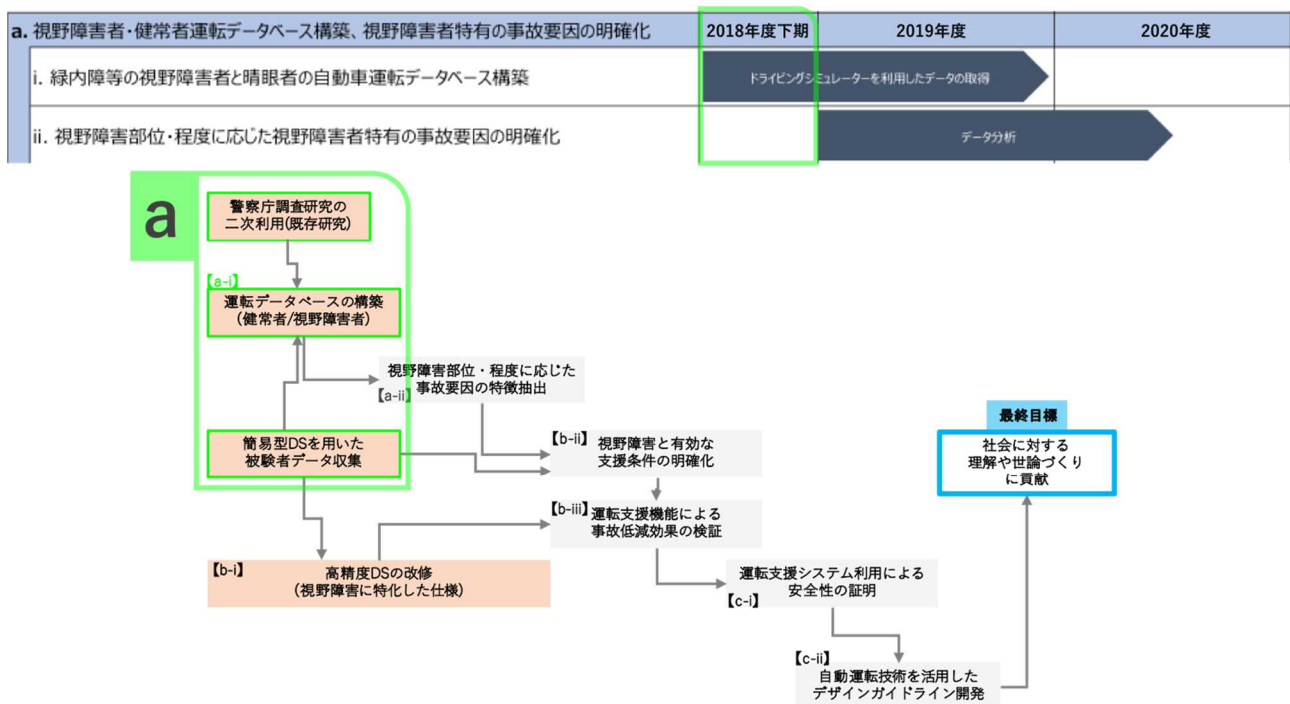 a. 視野障害者・健常者運転データベース構築、視野障害者特有の事故要因の明確化
2018年度下期
2019年度
2020年度
i. 緑内障等の視野障害者と晴眼者の自動車運転データベース構築
ドライビングシミュレーターを利用したデータの取得
ii. 視野障害部位・程度に応じた視野障害者特有の事故要因の明確化
データ分析
a
警察庁調査研究の
二次利用(既存研究)
【a-i】
運転データベースの構築
(健常者/視野障害者)
視野障害部位・程度に応じた
事故要因の特徴抽出
【a-ii】
簡易型DSを用いた
被験者データ収集
【b-ii】
視野障害と有効な
支援条件の明確化
最終目標
社会に対する
理解や世論づくり
に貢献
【b-iii】
運転支援機能による
事故低減効果の検証
【b-i】
高精度DSの改修
(視野障害に特化した仕様)
運転支援システム利用による
安全性の証明
【c-i】
【c-ii】
自動運転技術を活用した
デザインガイドライン開発